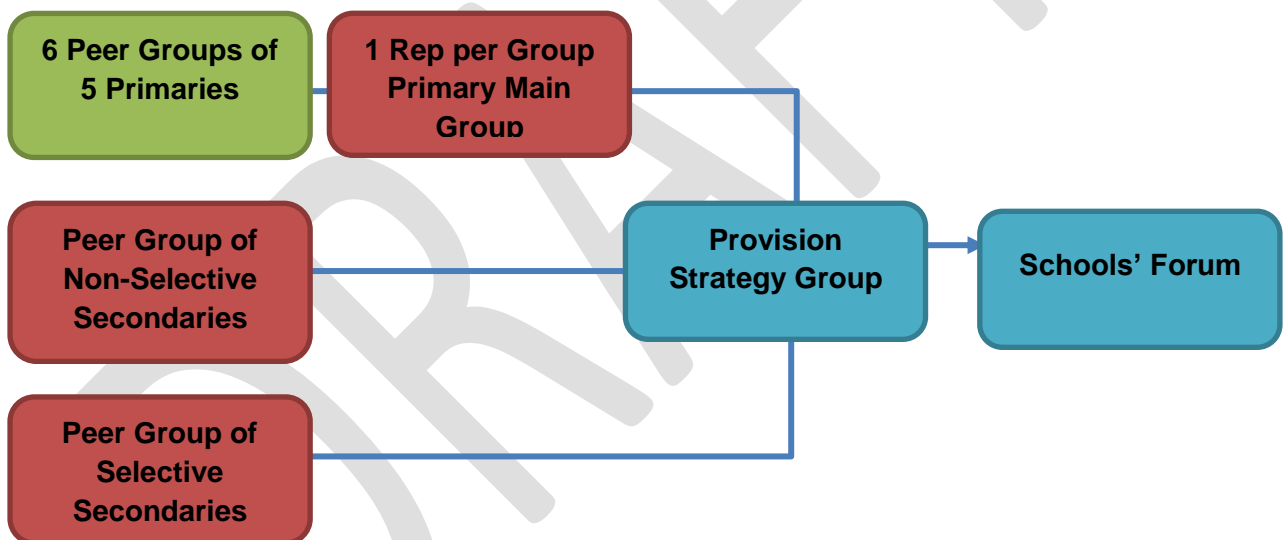 6 Peer Groups of
5 Primaries
1 Rep per Group
Primary Main
Group
Peer Group of
Non-Selective
Secondaries
Provision
Strategy Group
Schools’ Forum
Peer Group of
Selective
Secondaries
DRAFT